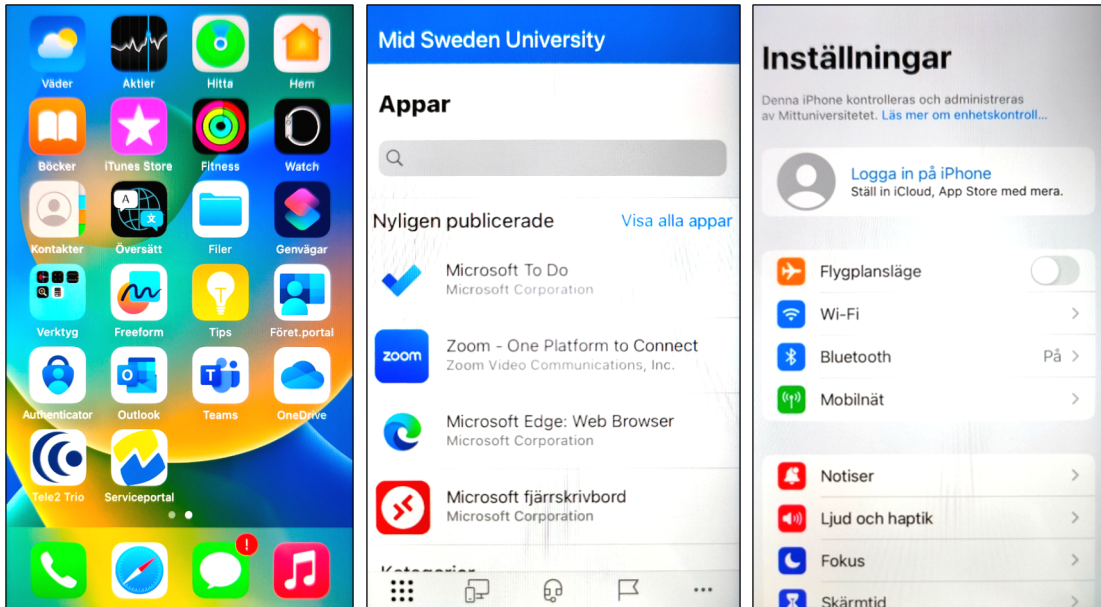 Väder Aktier Hitta Hem
Böcker iTunes Store Fitness Watch
A
Kontakter Översätt Filer Genvägar
Verktyg Freeform Tips Föret.portal
Authenticator Outlook Teams OneDrive
Tele2 Trio Serviceportal
!
Mid Sweden University
Appar
Nyligen publicerade Visa alla appar
Microsoft To Do
Microsoft Corporation
zoom
Zoom - One Platform to Connect
Zoom Video Communications, Inc.
Microsoft Edge: Web Browser
Microsoft Corporation
Microsoft fjärrskrivbord
Microsoft Corporation
Kategorier
Inställningar
Denna iPhone kontrolleras och administreras
av Mittuniversitetet. Läs mer om enhetskontroll...
Logga in på iPhone
Ställ in iCloud, App Store med mera.
Flygplansläge
Wi-Fi
Bluetooth På
Mobilnät
Notiser
Ljud och haptik
Fokus
Skärmtid